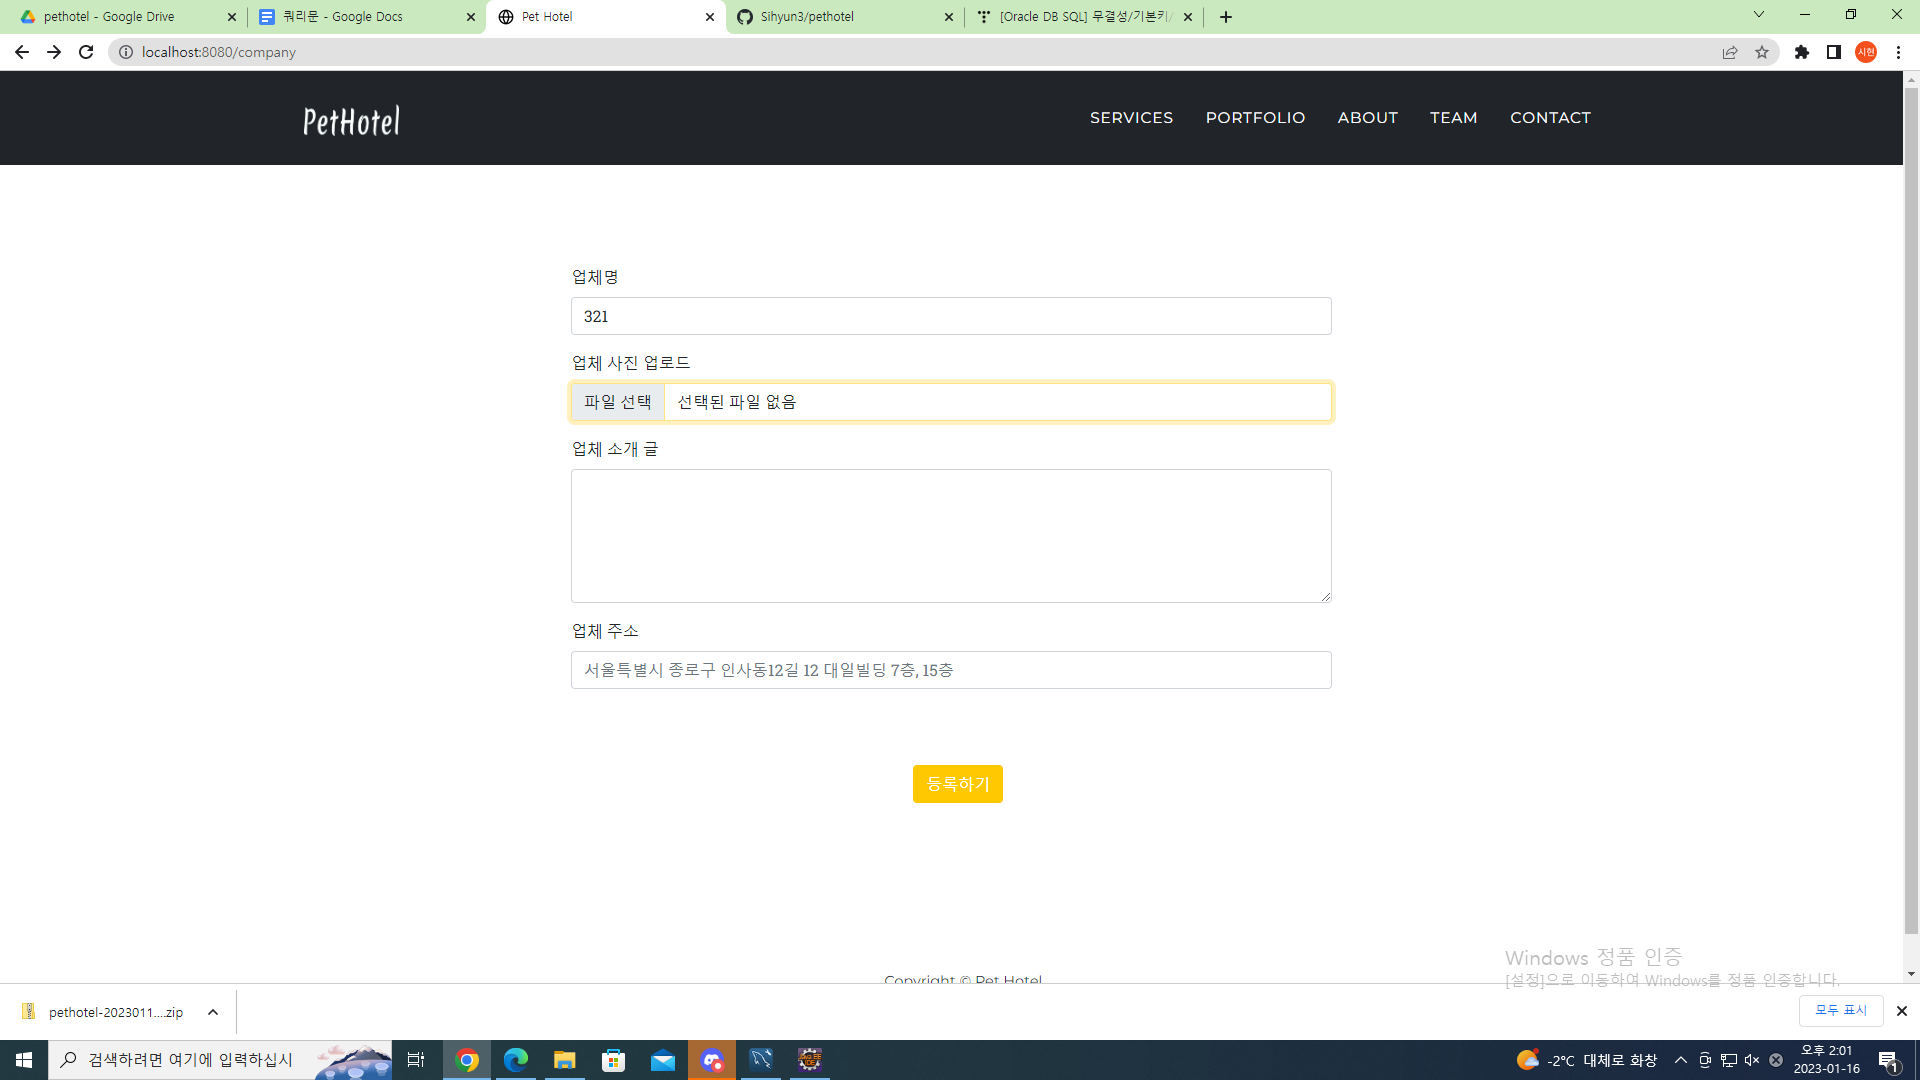 pethotel - Google Drive
쿼리문 - Google Docs
Pet Hotel
Sihyun3/pethotel
[Oracle DB SQL] 무결성/기본키/
localhost:8080/company
시현
PetHotel
SERVICES
PORTFOLIO
ABOUT
TEAM
CONTACT
업체명
321
업체 사진 업로드
파일 선택
선택된 파일 없음
업체 소개 글
업체 주소
서울특별시 종로구 인사동12길 12 대일빌딩 7층, 15층
등록하기
Copyright © Pet Hotel
Windows 정품 인증
[설정]으로 이동하여 Windows를 정품 인증합니다.
pethotel-2023011....zip
모두 표시
검색하려면 여기에 입력하십시
-2°C 대체로 화창
오후 2:01
2023-01-16
1